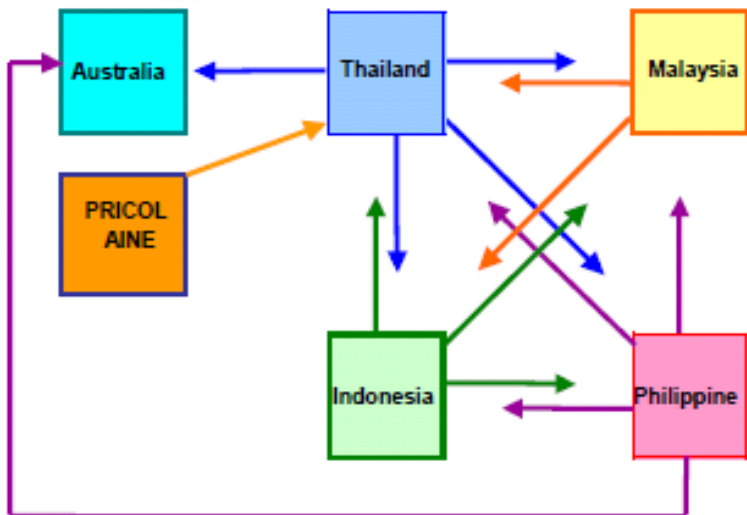 Australia
Thailand
Malaysia
PRICOL
AINE
Indonesia
Philippine